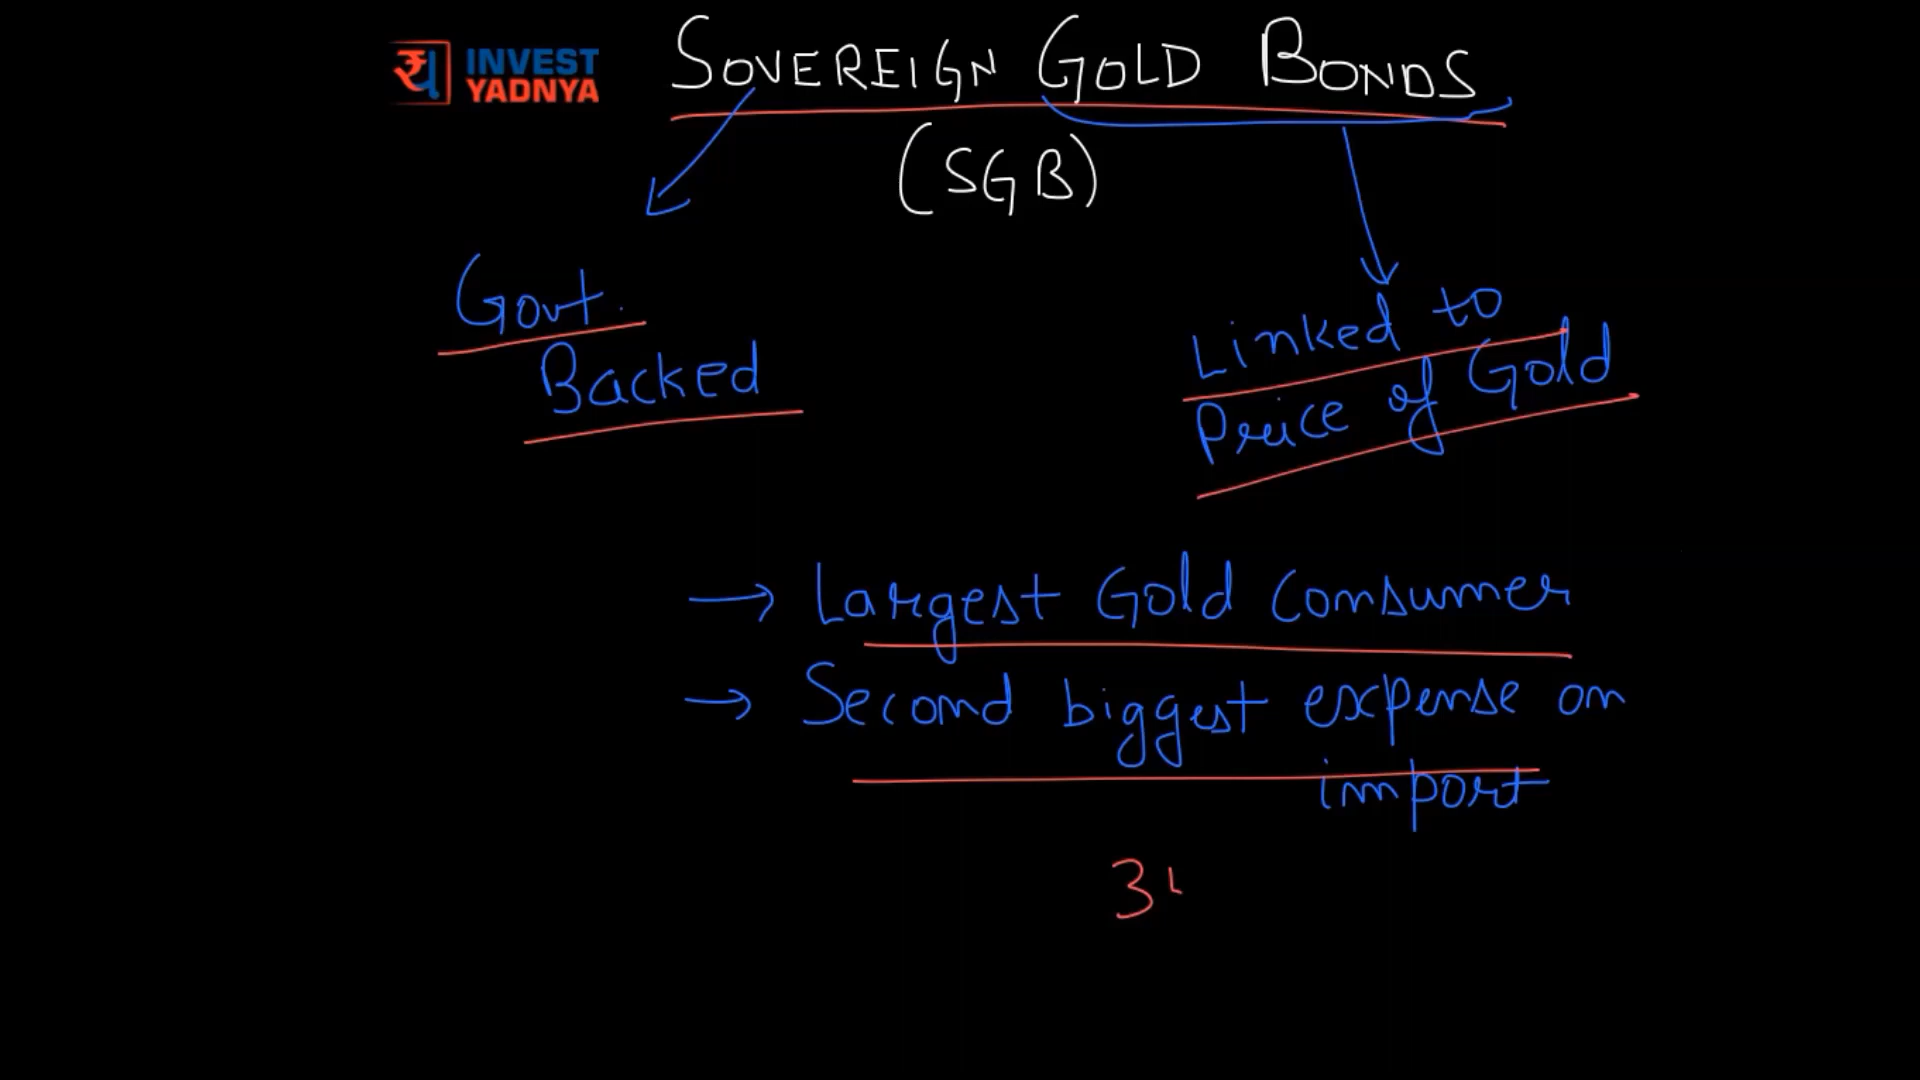 य INVEST
YADNYA
SOVEREIGN GOLD BONDS
(SGB)
Govt.
Backed
Linked to
Price of Gold
→ Largest Gold Consumer
→ Second biggest expense on
import
3